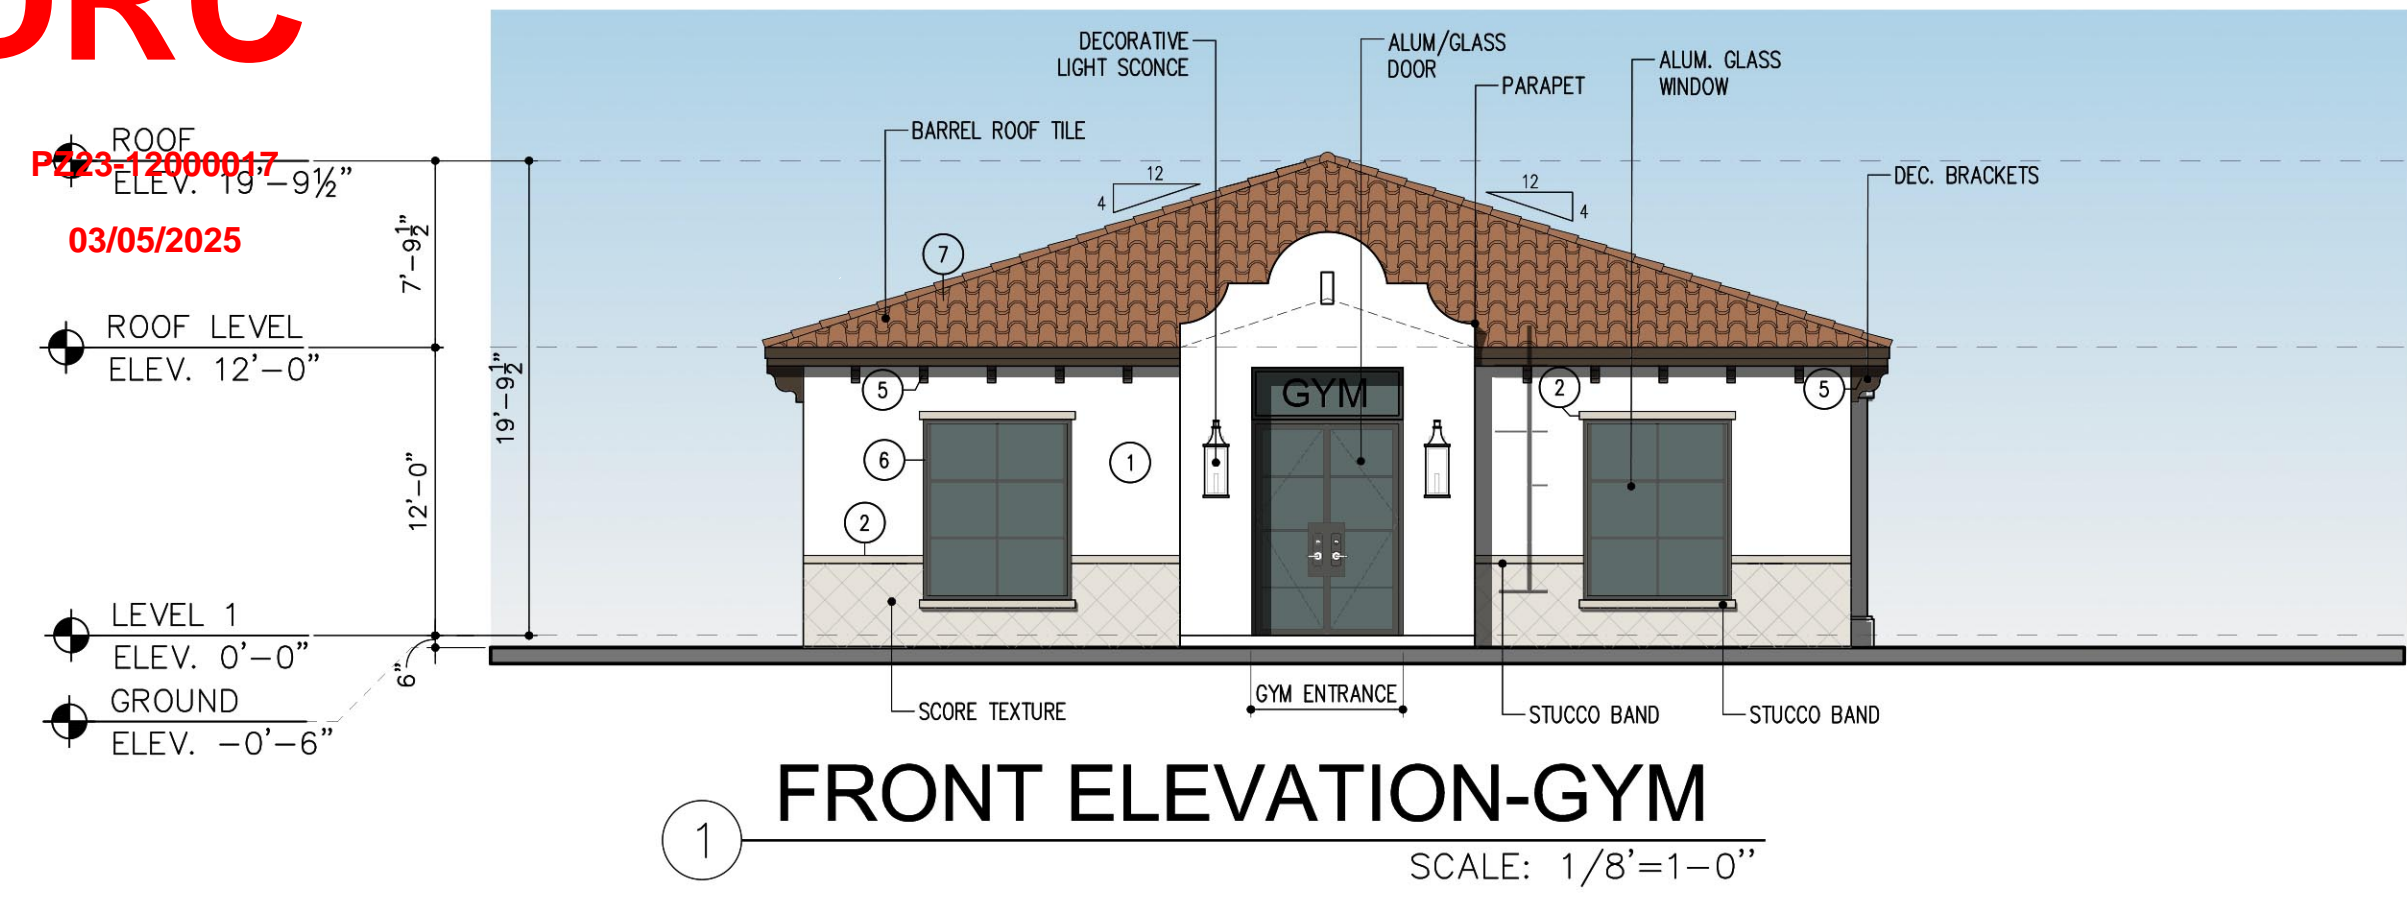 DRC
DECORATIVE
LIGHT SCONCE
ALUM/GLASS
DOOR
ALUM. GLASS
WINDOW
PARAPET
BARREL ROOF TILE
ROOF
PZ23-12000017
ELEV. 19'-9½"
12
4
12
4
DEC. BRACKETS
03/05/2025
7'-9½"
7
ROOF LEVEL
ELEV. 12'-0"
19'-9½"
5
GYM
2
5
6
1
12'-0"
2
LEVEL 1
ELEV. 0'-0"
6"
GROUND
ELEV. -0'-6"
SCORE TEXTURE
GYM ENTRANCE
STUCCO BAND
STUCCO BAND
1
FRONT ELEVATION-GYM
SCALE: 1/8'=1-0''